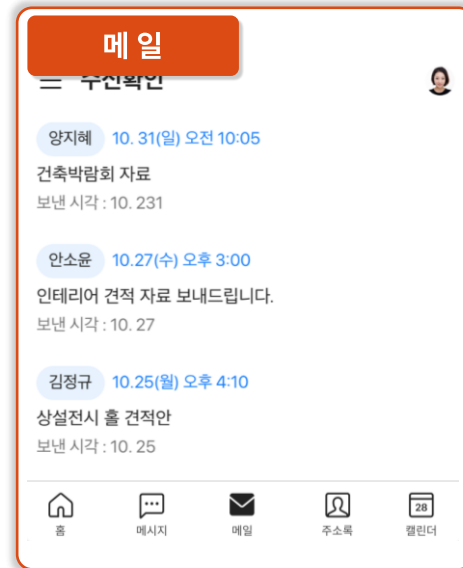 메 일
수신확인
양지혜 10. 31(일) 오전 10:05
건축박람회 자료
보낸 시각 : 10. 231
안소윤 10.27(수) 오후 3:00
인테리어 견적 자료 보내드립니다.
보낸 시각 : 10. 27
김정규 10.25(월) 오후 4:10
상설전시 홀 견적안
보낸 시각 : 10. 25
28
홈 메시지 메일 주소록 캘린더